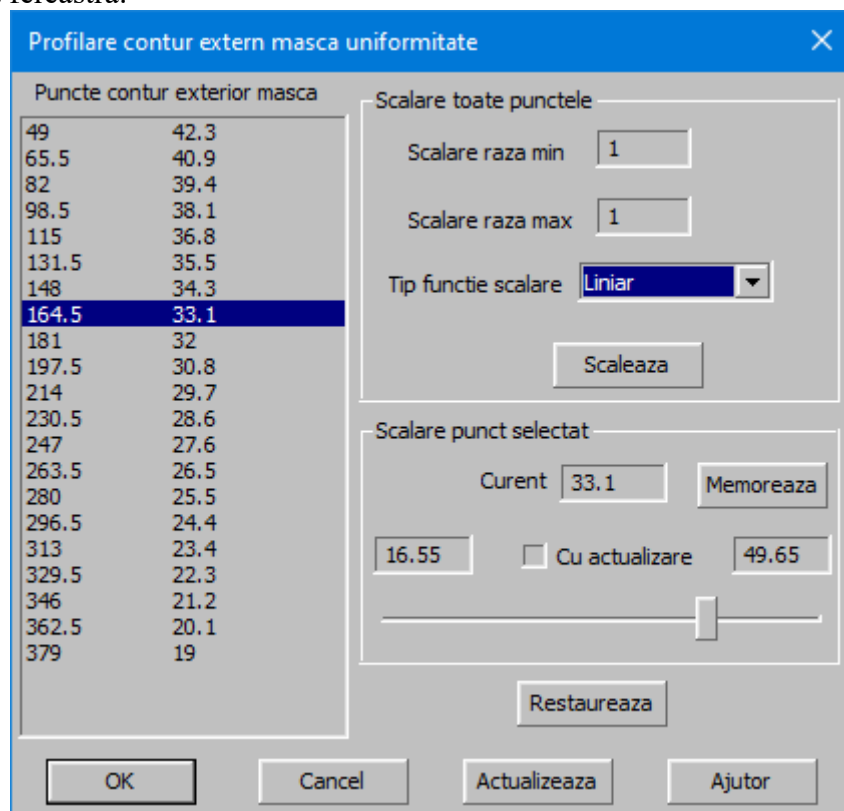 fereastra.
Profilare contur extern masca uniformitate
Puncte contur exterior masca
49 42.3
65.5 40.9
82 39.4
98.5 38.1
115 36.8
131.5 35.5
148 34.3
164.5 33.1
181 32
197.5 30.8
214 29.7
230.5 28.6
247 27.6
263.5 26.5
280 25.5
296.5 24.4
313 23.4
329.5 22.3
346 21.2
362.5 20.1
379 19
Scalare toate punctele
Scalare raza min 1
Scalare raza max 1
Tip functie scalare Liniar
Scaleaza
Scalare punct selectat
Curent 33.1 Memoreaza
16.55 Cu actualizare 49.65
Restaureaza
OK Cancel Actualizeaza Ajutor